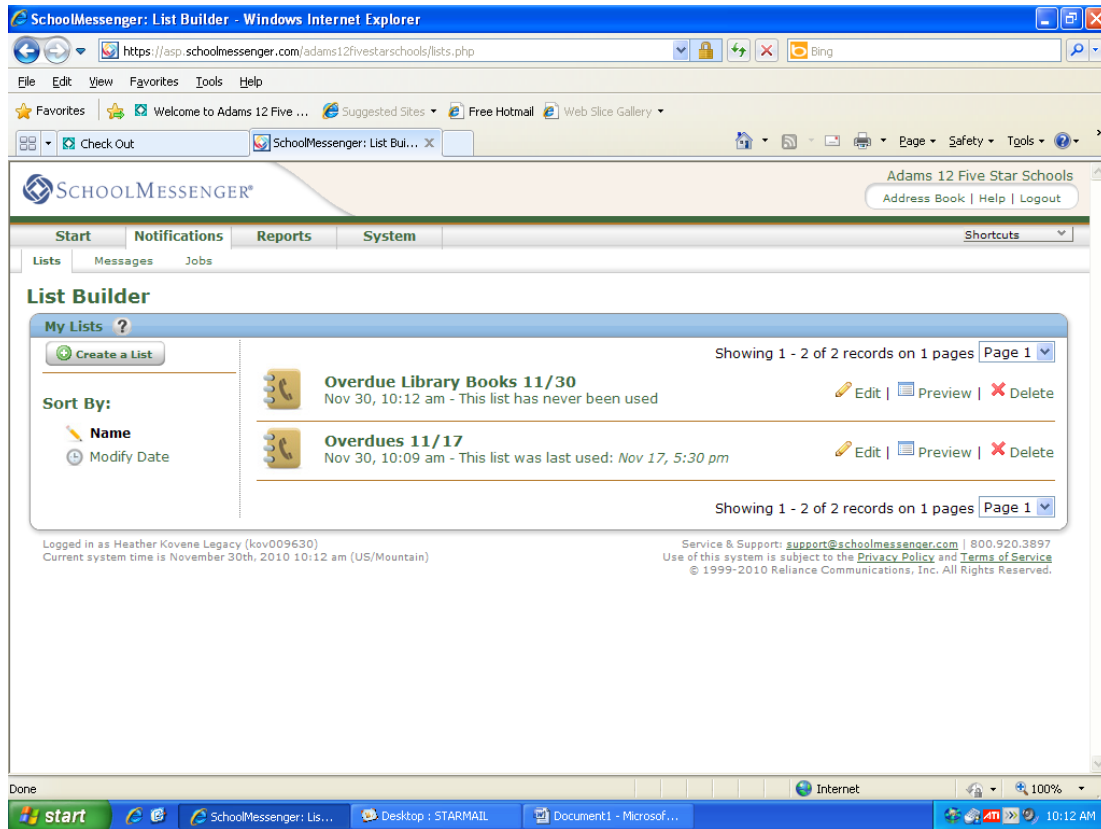 SchoolMessenger: List Builder - Windows Internet Explorer
https://asp.schoolmessenger.com/adams12fivestarschools/lists.php
Bing
File Edit View Favorites Tools Help
Favorites Welcome to Adams 12 Five ... Suggested Sites Free Hotmail Web Slice Gallery
Check Out SchoolMessenger: List Bui... X Page Safety Tools
SCHOOLMESSENGER®
Adams 12 Five Star Schools
Address Book | Help | Logout
Start Notifications Reports System Shortcuts
Lists Messages Jobs
List Builder
My Lists ?
Create a List
Showing 1 - 2 of 2 records on 1 pages Page 1
Sort By:
Name
Modify Date
Overdue Library Books 11/30
Nov 30, 10:12 am - This list has never been used
Edit | Preview | Delete
Overdues 11/17
Nov 30, 10:09 am - This list was last used: Nov 17, 5:30 pm
Edit | Preview | Delete
Showing 1 - 2 of 2 records on 1 pages Page 1
Logged in as Heather Kovene Legacy (kov009630)
Current system time is November 30th, 2010 10:12 am (US/Mountain)
Service & Support: support@schoolmessenger.com | 800.920.3897
Use of this system is subject to the Privacy Policy and Terms of Service
© 1999-2010 Reliance Communications, Inc. All Rights Reserved.
Done Internet 100%
start SchoolMessenger: Lis... Desktop : STARMAIL Document1 - Microsof... ATI 10:12 AM